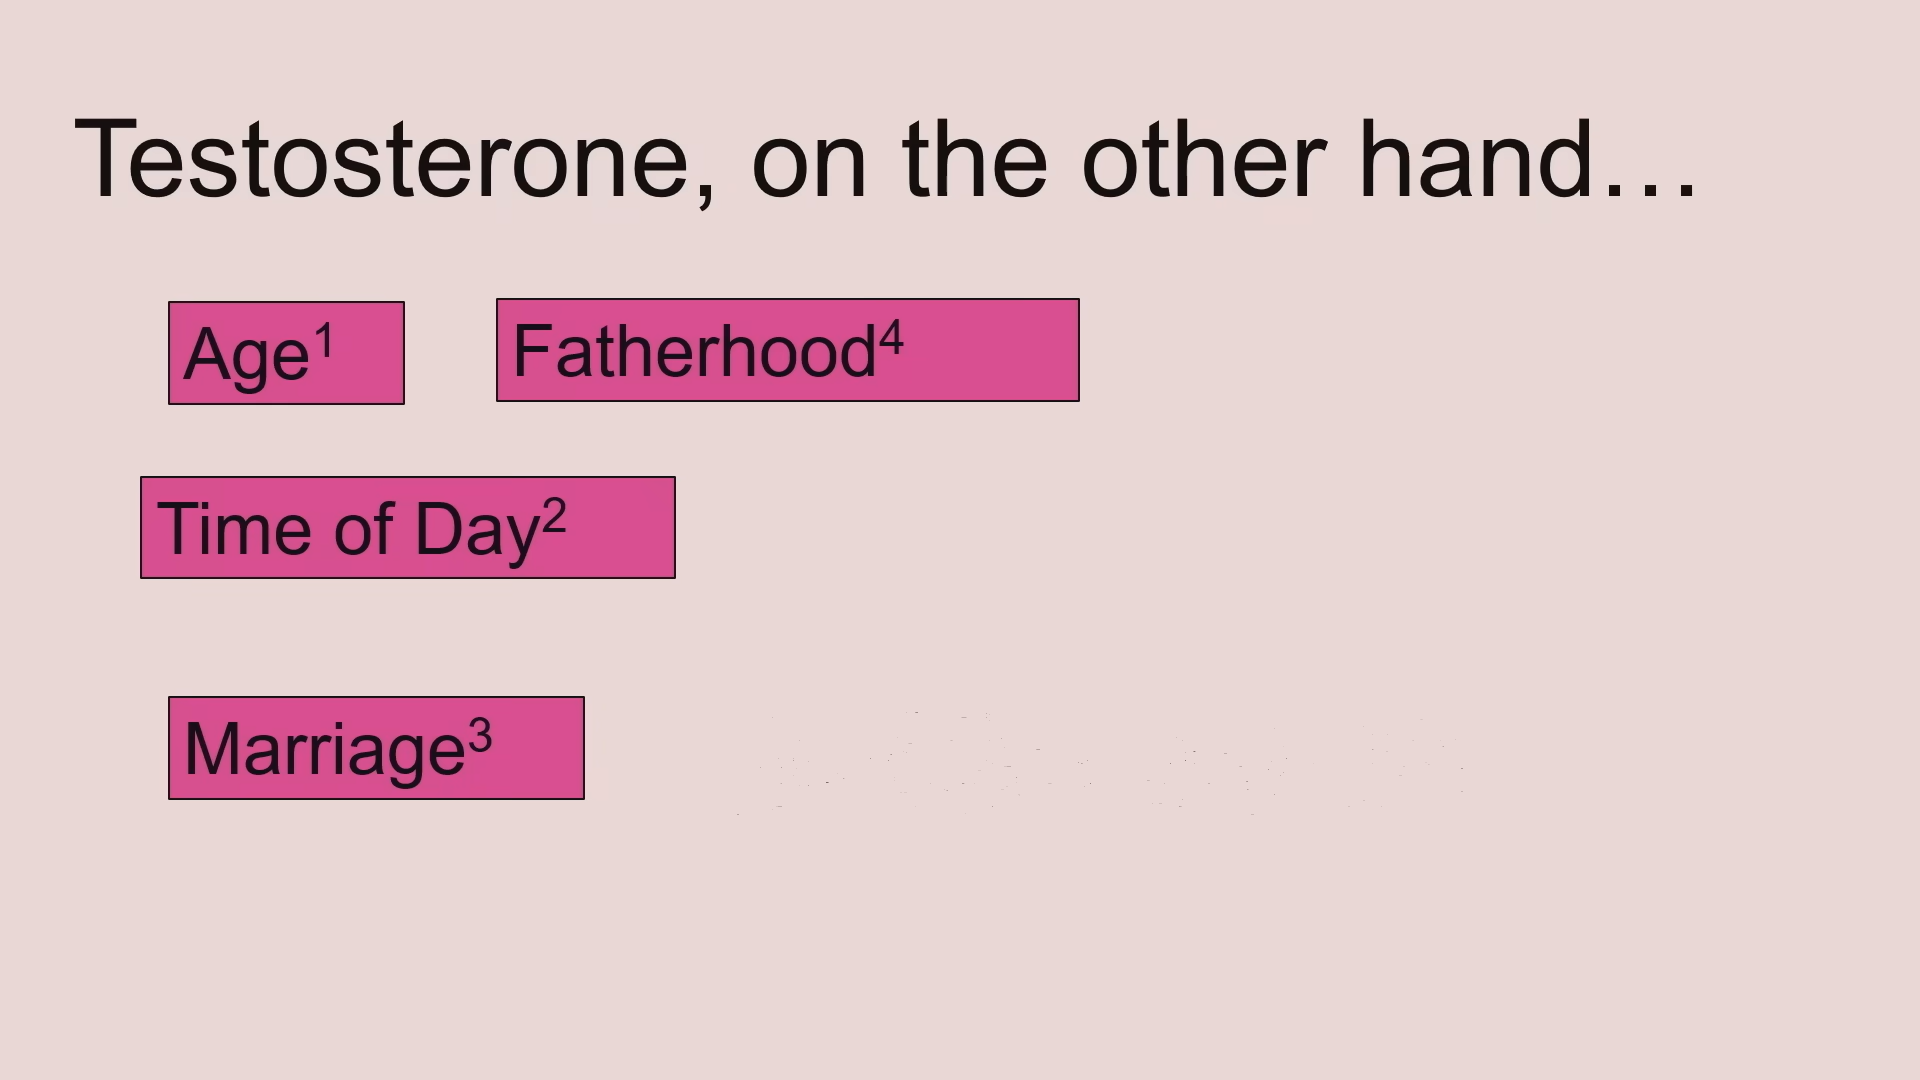 Testosterone, on the other hand…
Age¹
Fatherhood⁴
Time of Day²
Marriage³